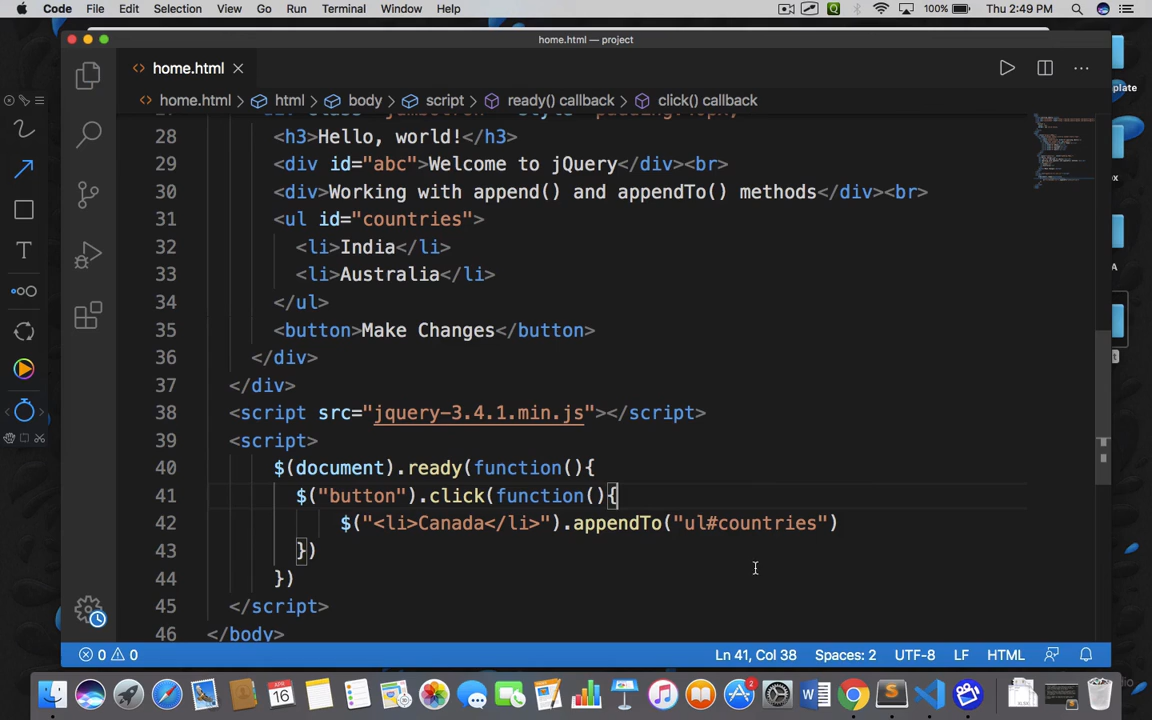 Code File Edit Selection View Go Run Terminal Window Help 100% Thu 2:49 PM
home.html — project
home.html
home.html > html > body > script > ready() callback > click() callback
28 <h3>Hello, world!</h3>
29 <div id="abc">Welcome to jQuery</div><br>
30 <div>Working with append() and appendTo() methods</div><br>
31 <ul id="countries">
32 <li>India</li>
33 <li>Australia</li>
34 </ul>
35 <button>Make Changes</button>
36 </div>
37 </div>
38 <script src="jquery-3.4.1.min.js"></script>
39 <script>
40 $(document).ready(function(){
41 $("button").click(function(){
42 $("<li>Canada</li>").appendTo("ul#countries")
43 })
44 })
45 </script>
46 </body>
0 0 Ln 41, Col 38 Spaces: 2 UTF-8 LF HTML
APR 16
2